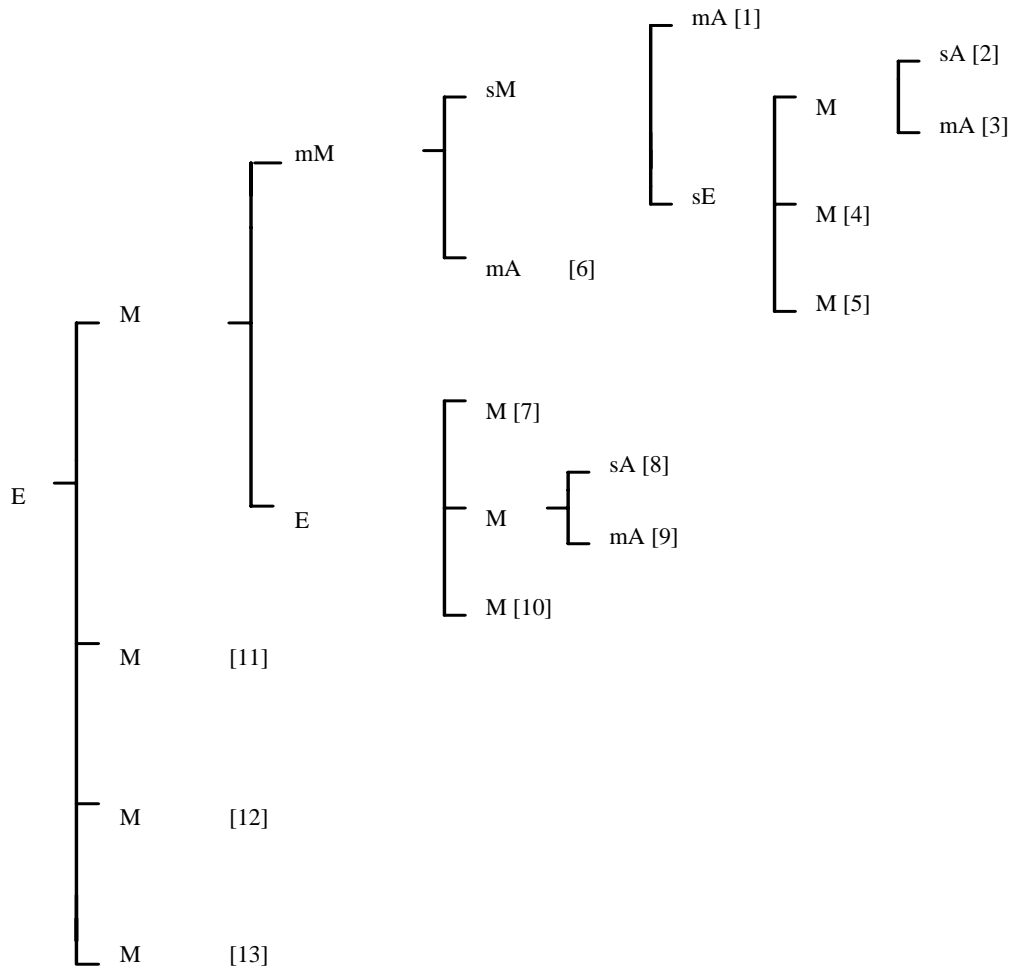 mA [1]
sA [2]
sM
M
mA [3]
mM
sE
M [4]
mA [6]
M [5]
M
M [7]
sA [8]
E
M
E
mA [9]
M [10]
M [11]
M [12]
M [13]